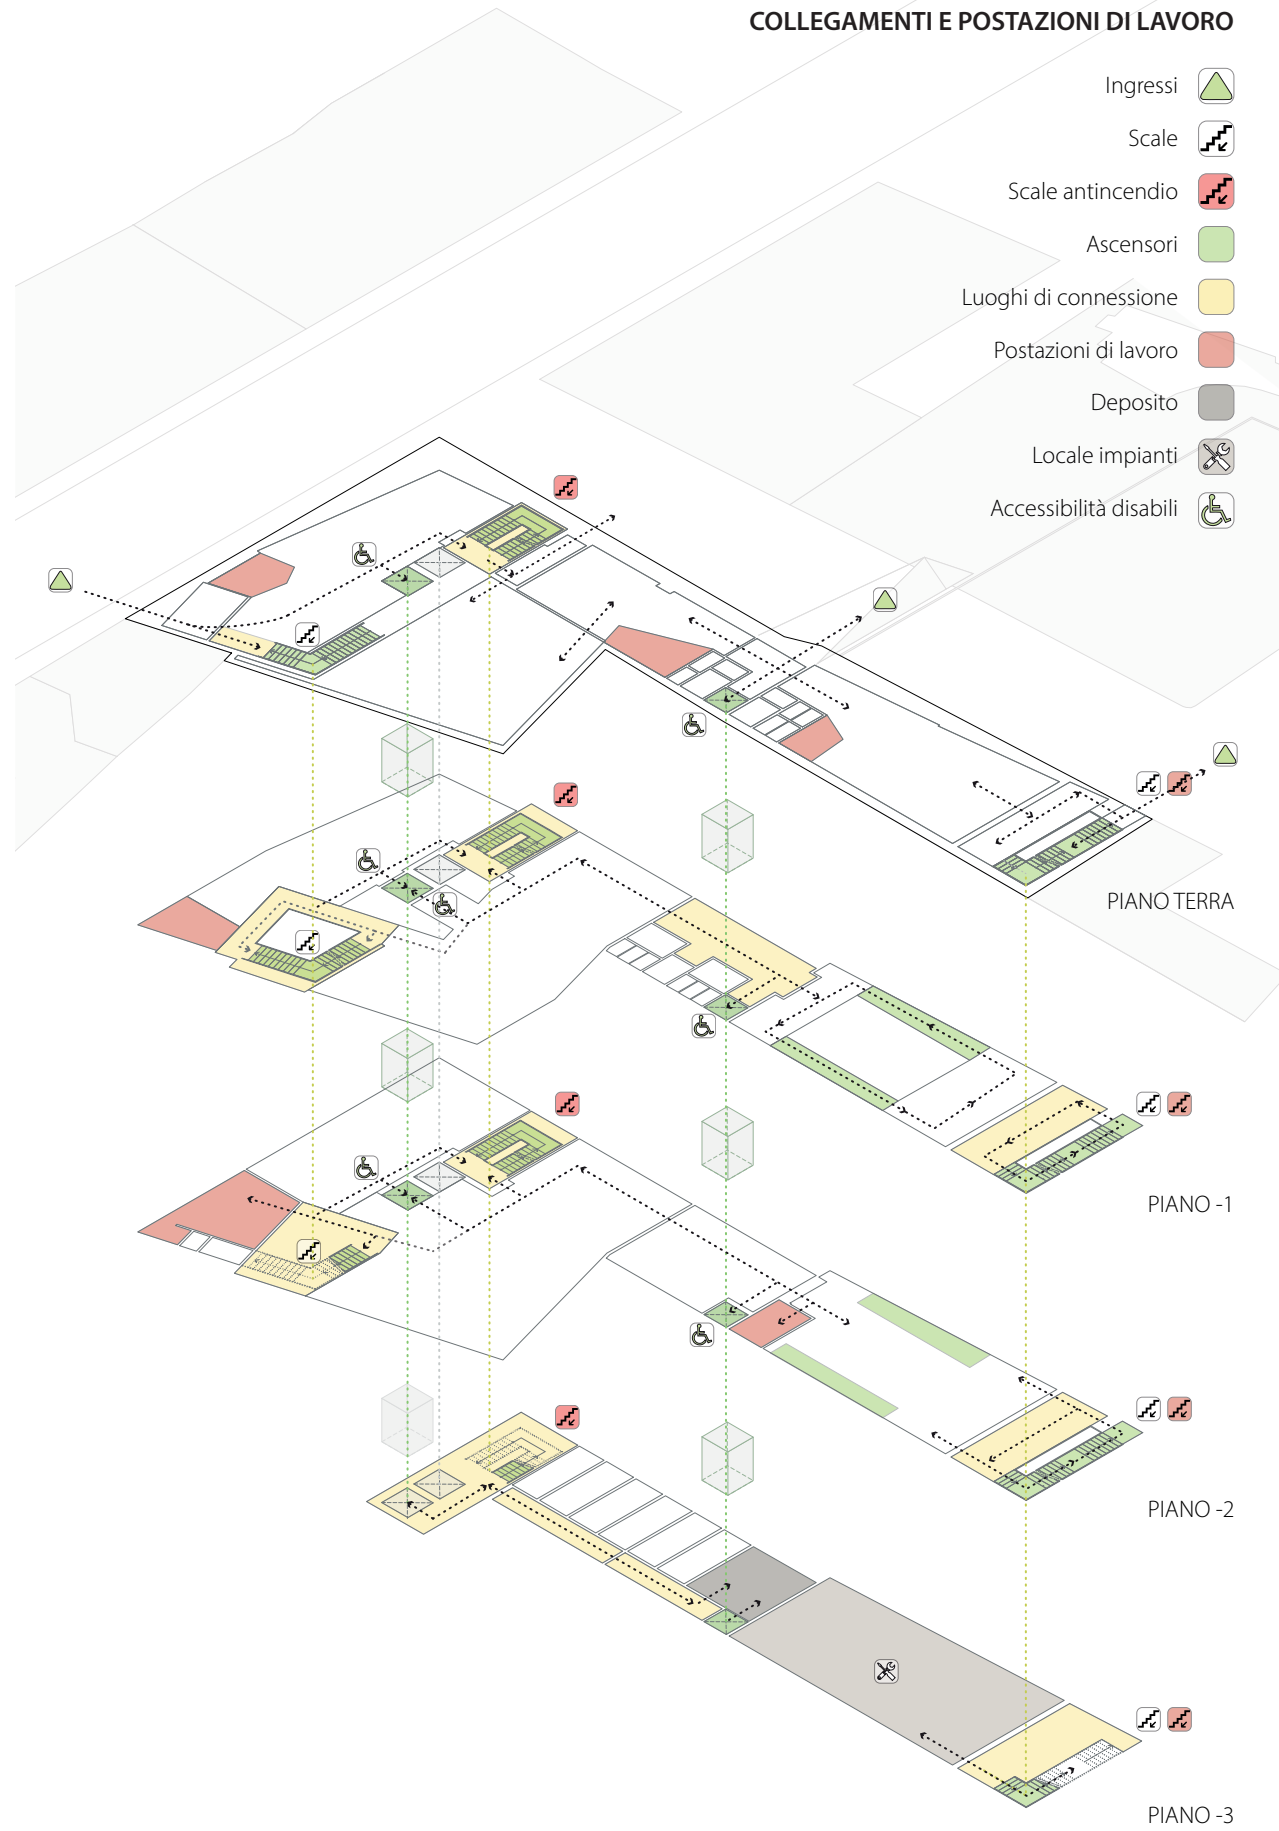 COLLEGAMENTI E POSTAZIONI DI LAVORO
Ingressi
Scale
Scale antincendio
Ascensori
Luoghi di connessione
Postazioni di lavoro
Deposito
Locale impianti
Accessibilità disabili
PIANO TERRA
PIANO -1
PIANO -2
PIANO -3